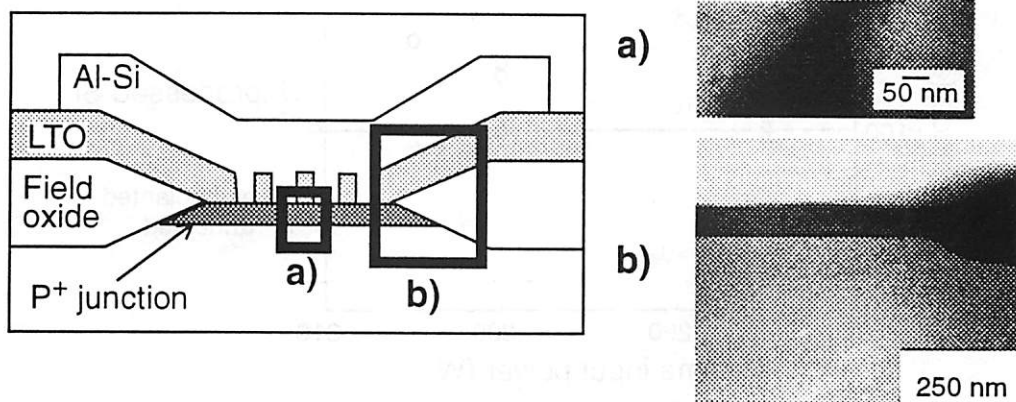 Al-Si
LTO
Field
oxide
P+ junction
a)
b)
a)
50 nm
b)
250 nm